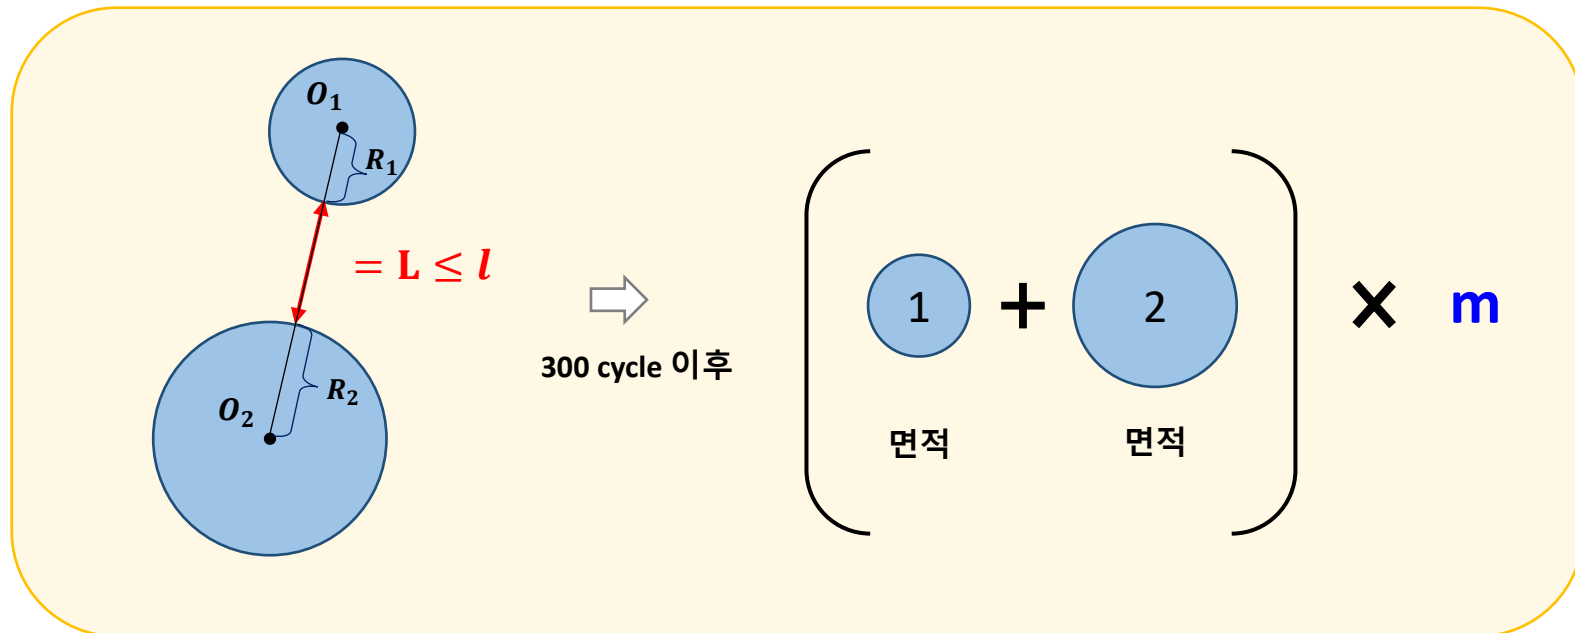 O₁
R₁
= L ≤ l
O₂
R₂
300 cycle 이후
1 + 2 × m
면적 면적